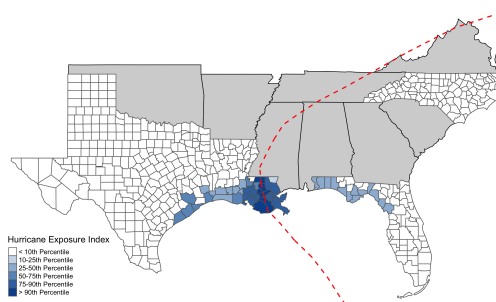 Hurricane Exposure Index
< 10th Percentile
10-25th Percentile
25-50th Percentile
50-75th Percentile
75-90th Percentile
> 90th Percentile